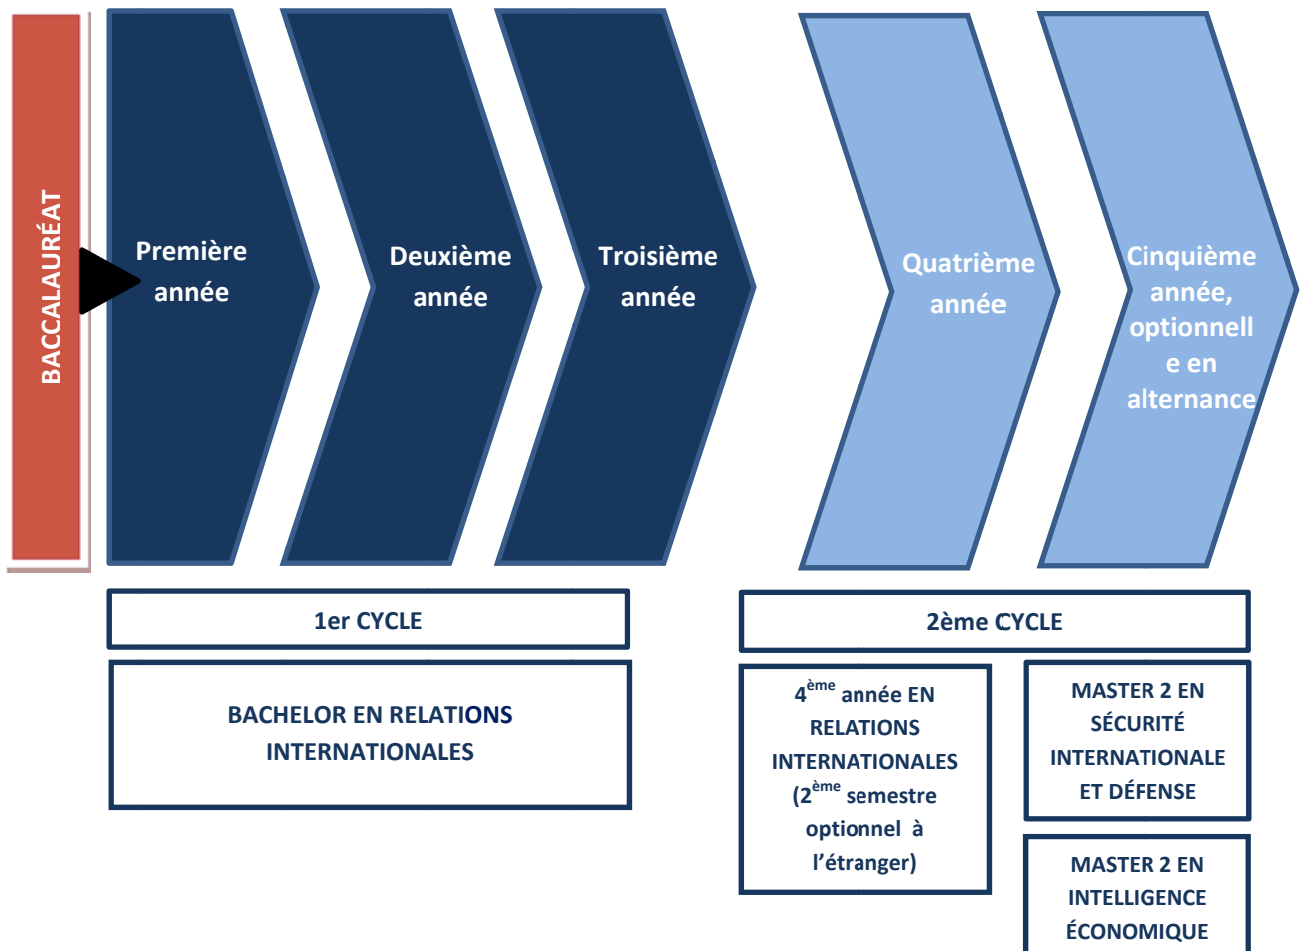 BACCALAURÉAT
Première
année
Deuxième
année
Troisième
année
Quatrième
année
Cinquième
année,
optionnell
e en
alternance
1er CYCLE
2ème CYCLE
BACHELOR EN RELATIONS
INTERNATIONALES
4ème année EN
RELATIONS
INTERNATIONALES
(2ème semestre
optionnel à
l’étranger)
MASTER 2 EN
SÉCURITÉ
INTERNATIONALE
ET DÉFENSE
MASTER 2 EN
INTELLIGENCE
ÉCONOMIQUE